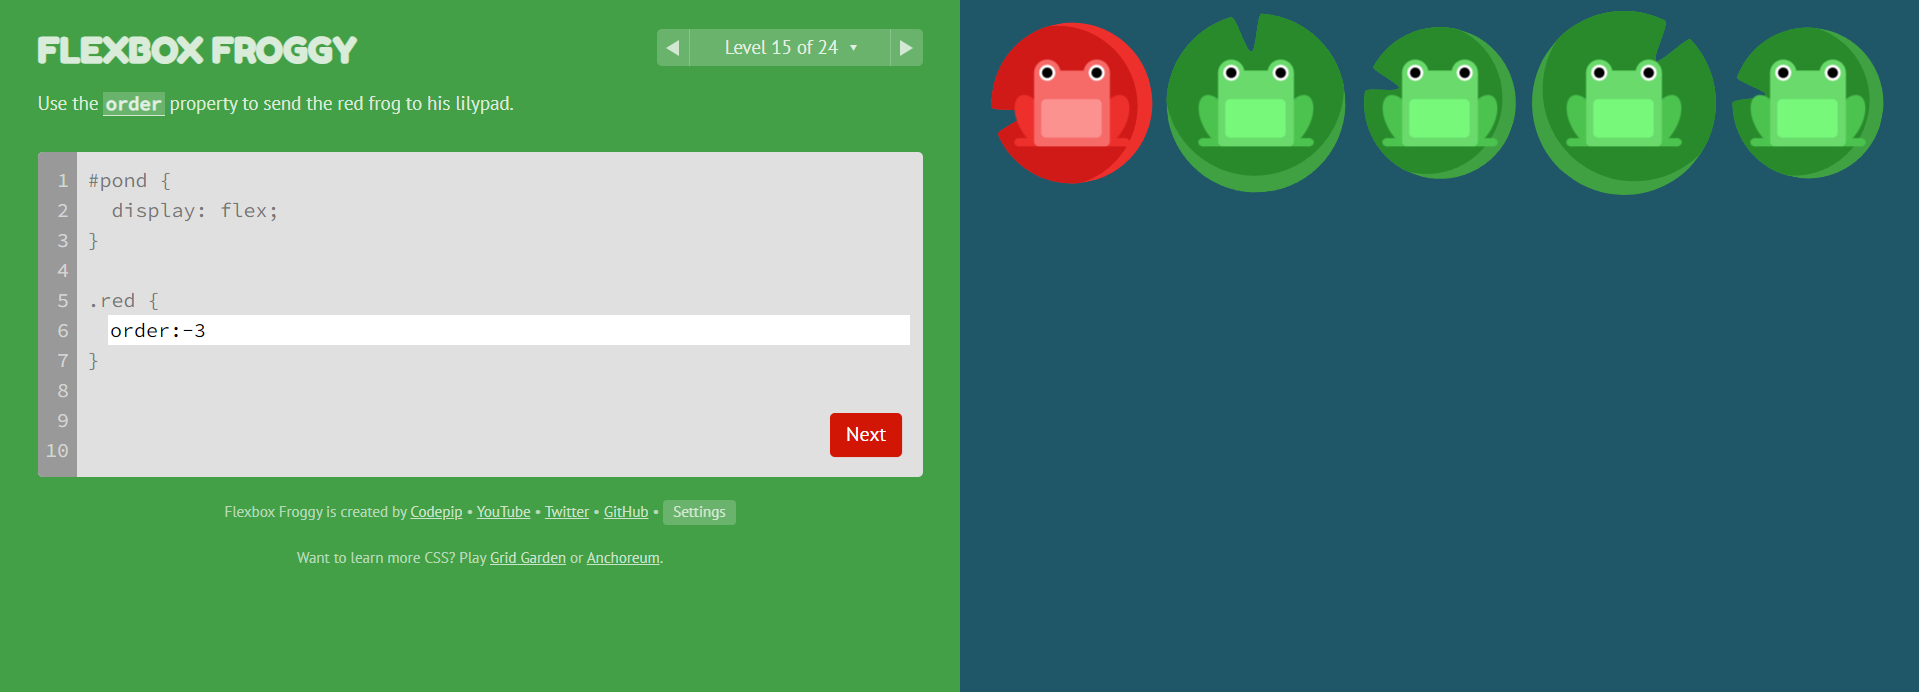 FLEXBOX FROGGY
◀ Level 15 of 24 ▼ ▶
Use the order property to send the red frog to his lilypad.
1 #pond {
2 display: flex;
3 }
4
5 .red {
6 order:-3
7 }
8
9
10
Next
Flexbox Froggy is created by Codepip • YouTube • Twitter • GitHub • Settings
Want to learn more CSS? Play Grid Garden or Anchoreum.